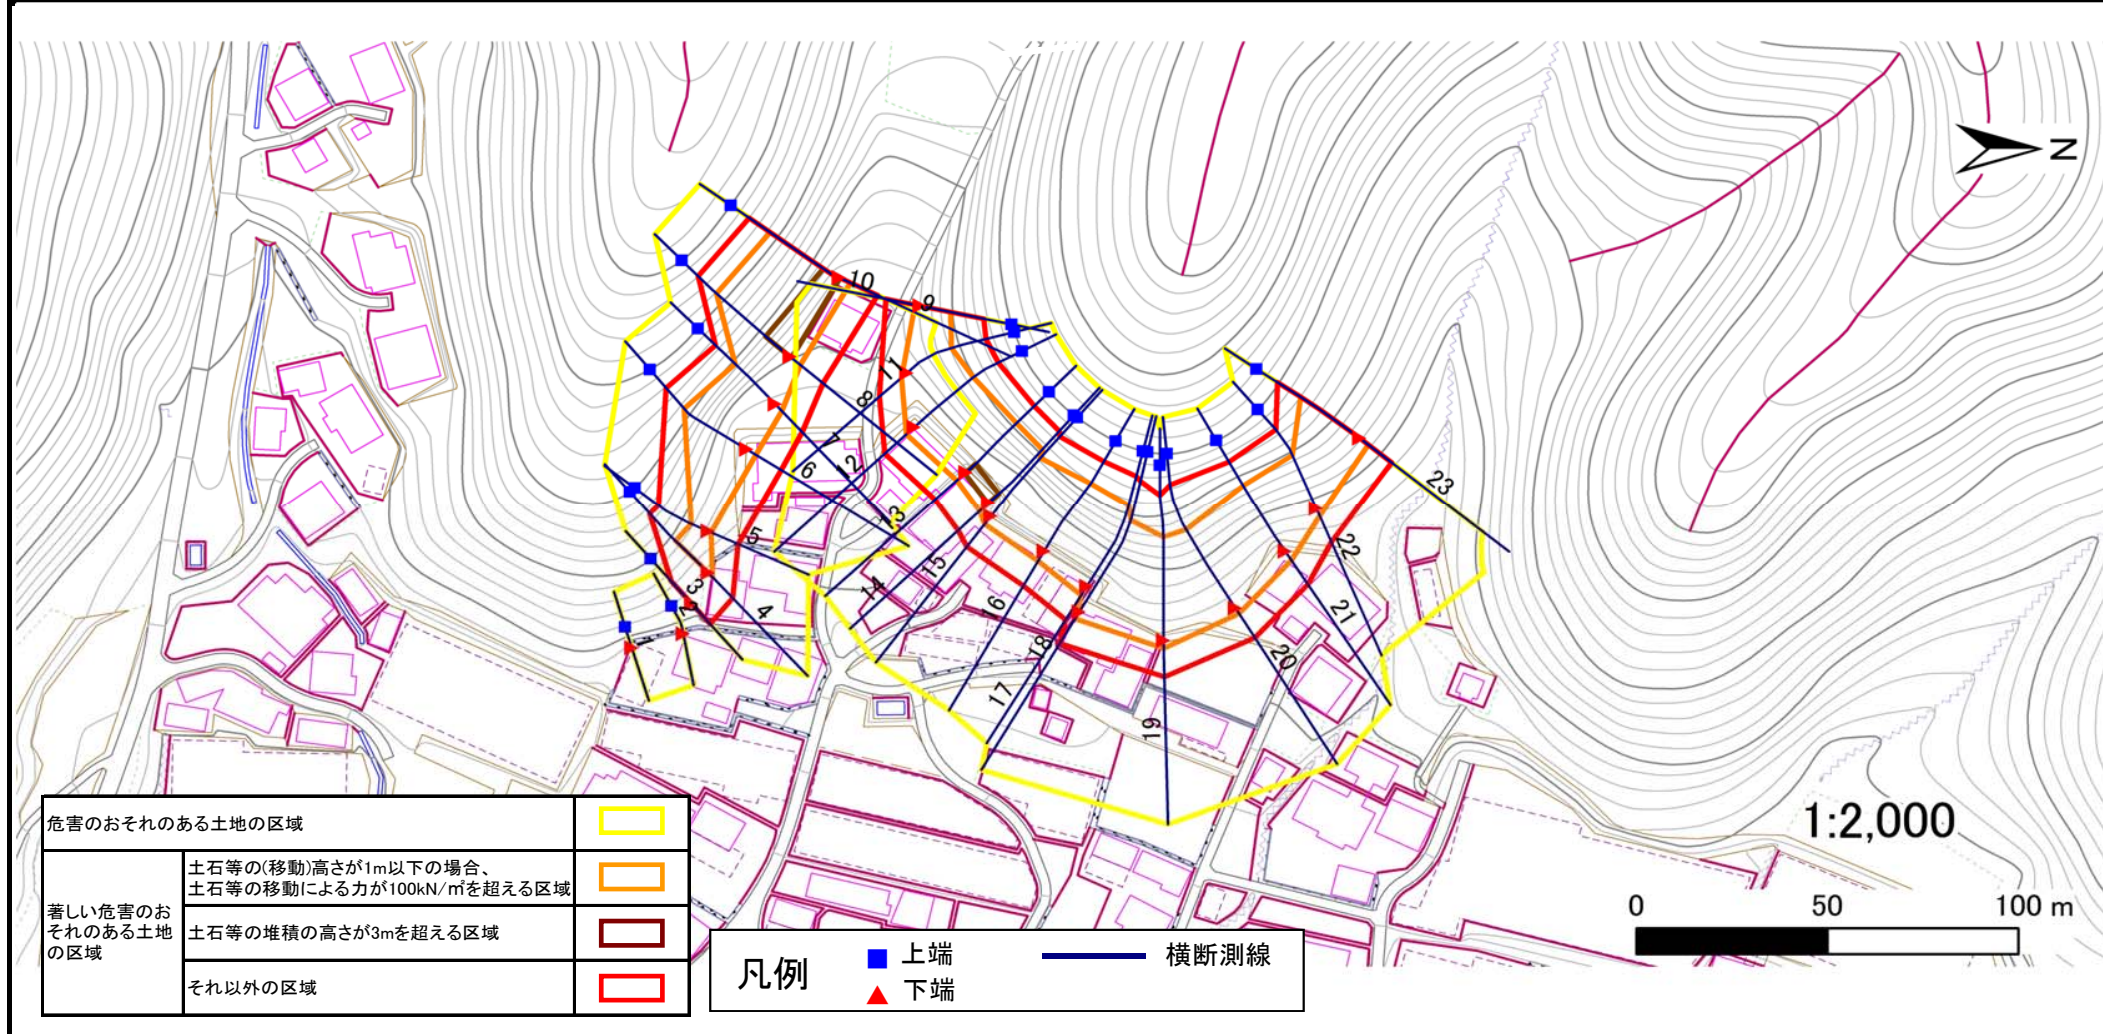 N
10
9
11
8
7
12
6
13
5
3
2
4
1
14
15
16
18
17
19
20
21
22
23
1:2,000
0 50 100 m
危害のおそれのある土地の区域
著しい危害のお
それのある土地
の区域
土石等の(移動)高さが1m以下の場合、
土石等の移動による力が100kN/㎡を超える区域
土石等の堆積の高さが3mを超える区域
それ以外の区域
凡例
上端
下端
横断測線